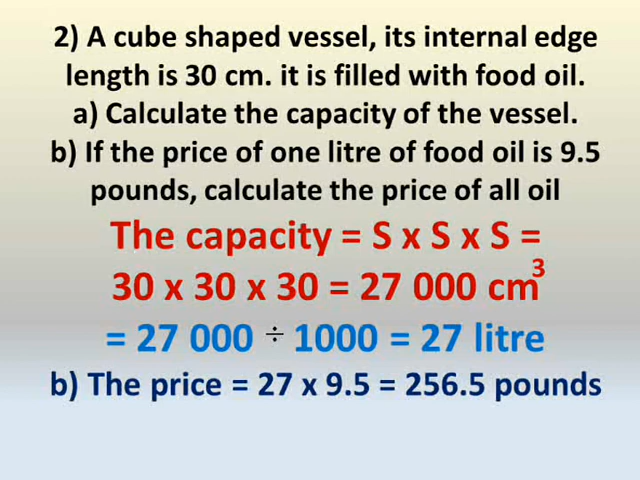 2) A cube shaped vessel, its internal edge
length is 30 cm. it is filled with food oil.
a) Calculate the capacity of the vessel.
b) If the price of one litre of food oil is 9.5
pounds, calculate the price of all oil
The capacity = S x S x S =
30 x 30 x 30 = 27 000 cm³
= 27 000 ÷ 1000 = 27 litre
b) The price = 27 x 9.5 = 256.5 pounds